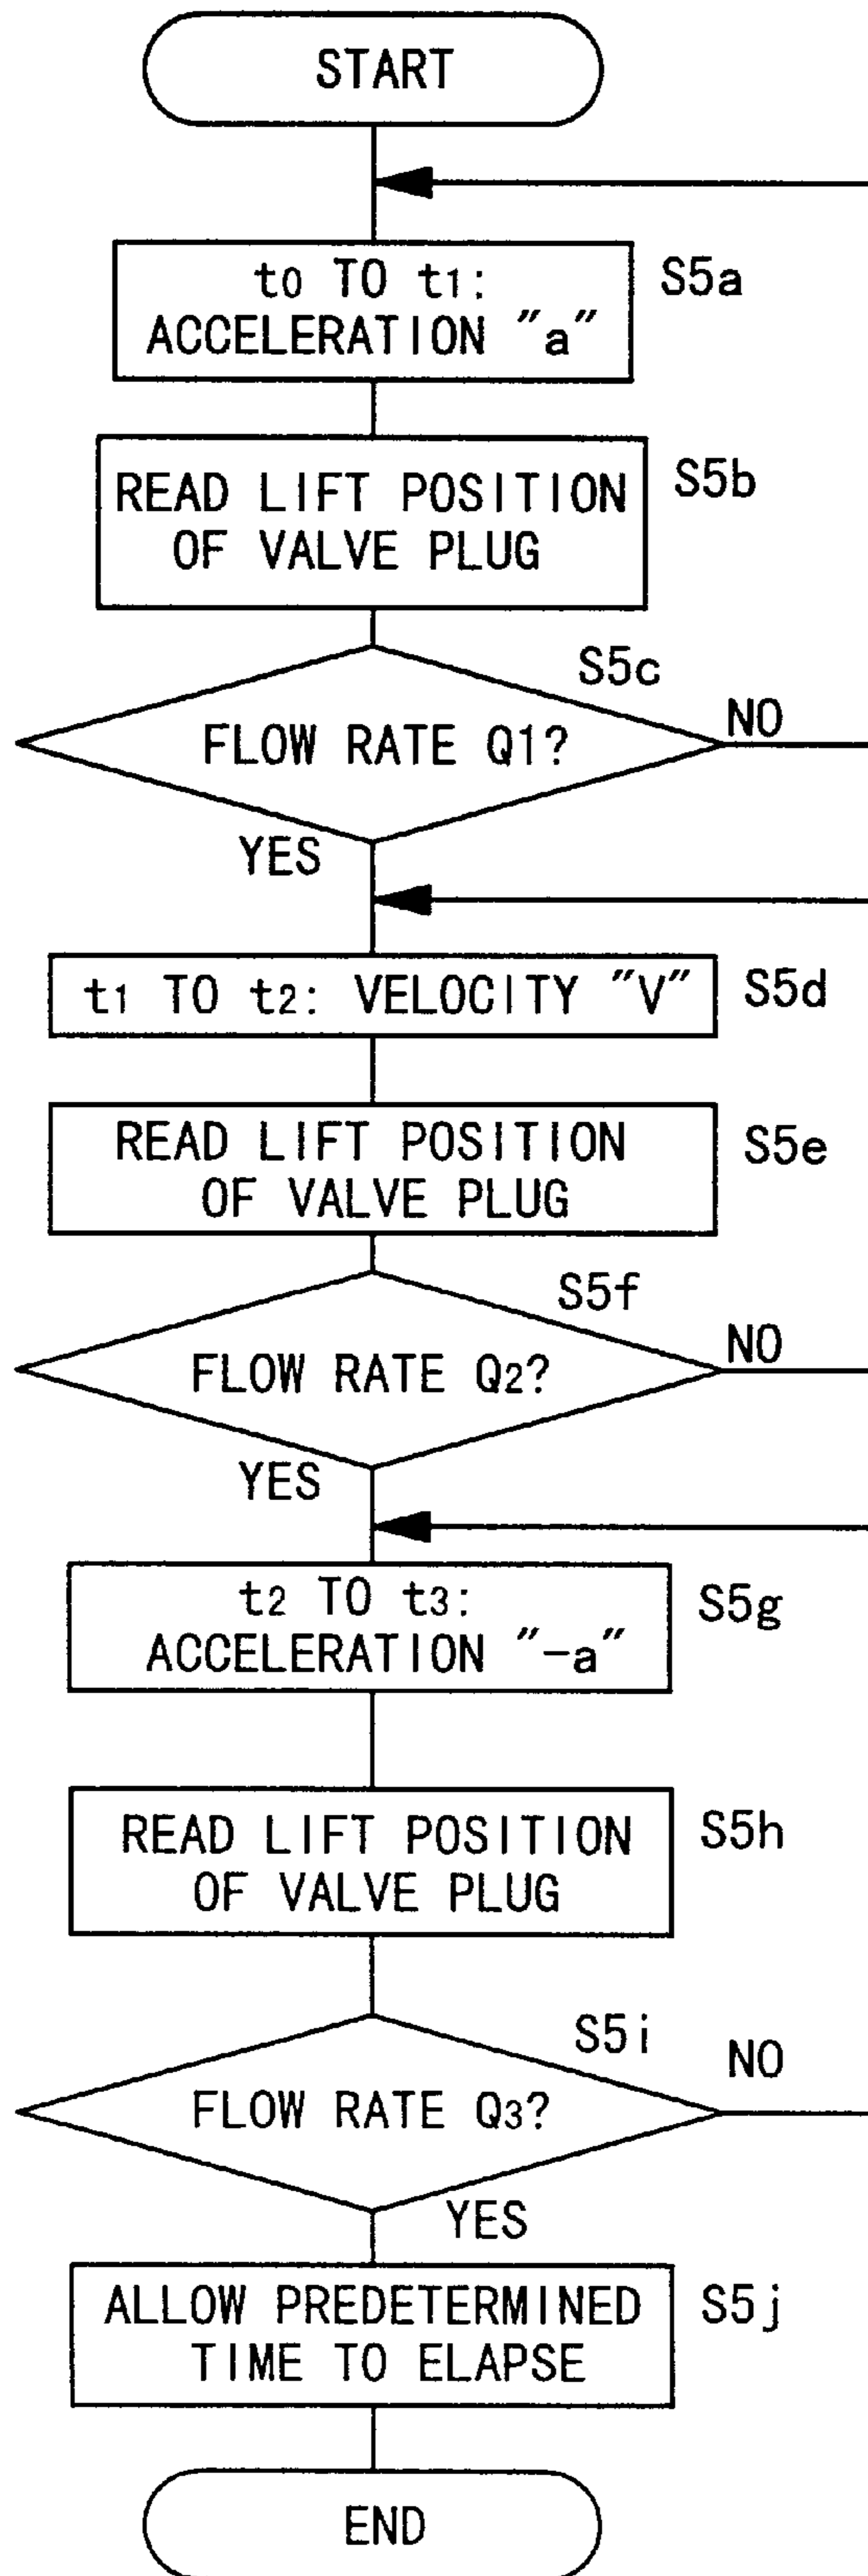 START
t0 TO t1:
ACCELERATION "a"
S5a
READ LIFT POSITION
OF VALVE PLUG
S5b
S5c
FLOW RATE Q1?
NO
YES
t1 TO t2: VELOCITY "V"
S5d
READ LIFT POSITION
OF VALVE PLUG
S5e
S5f
FLOW RATE Q2?
NO
YES
t2 TO t3:
ACCELERATION "-a"
S5g
READ LIFT POSITION
OF VALVE PLUG
S5h
S5i
FLOW RATE Q3?
NO
YES
ALLOW PREDETERMINED
TIME TO ELAPSE
S5j
END